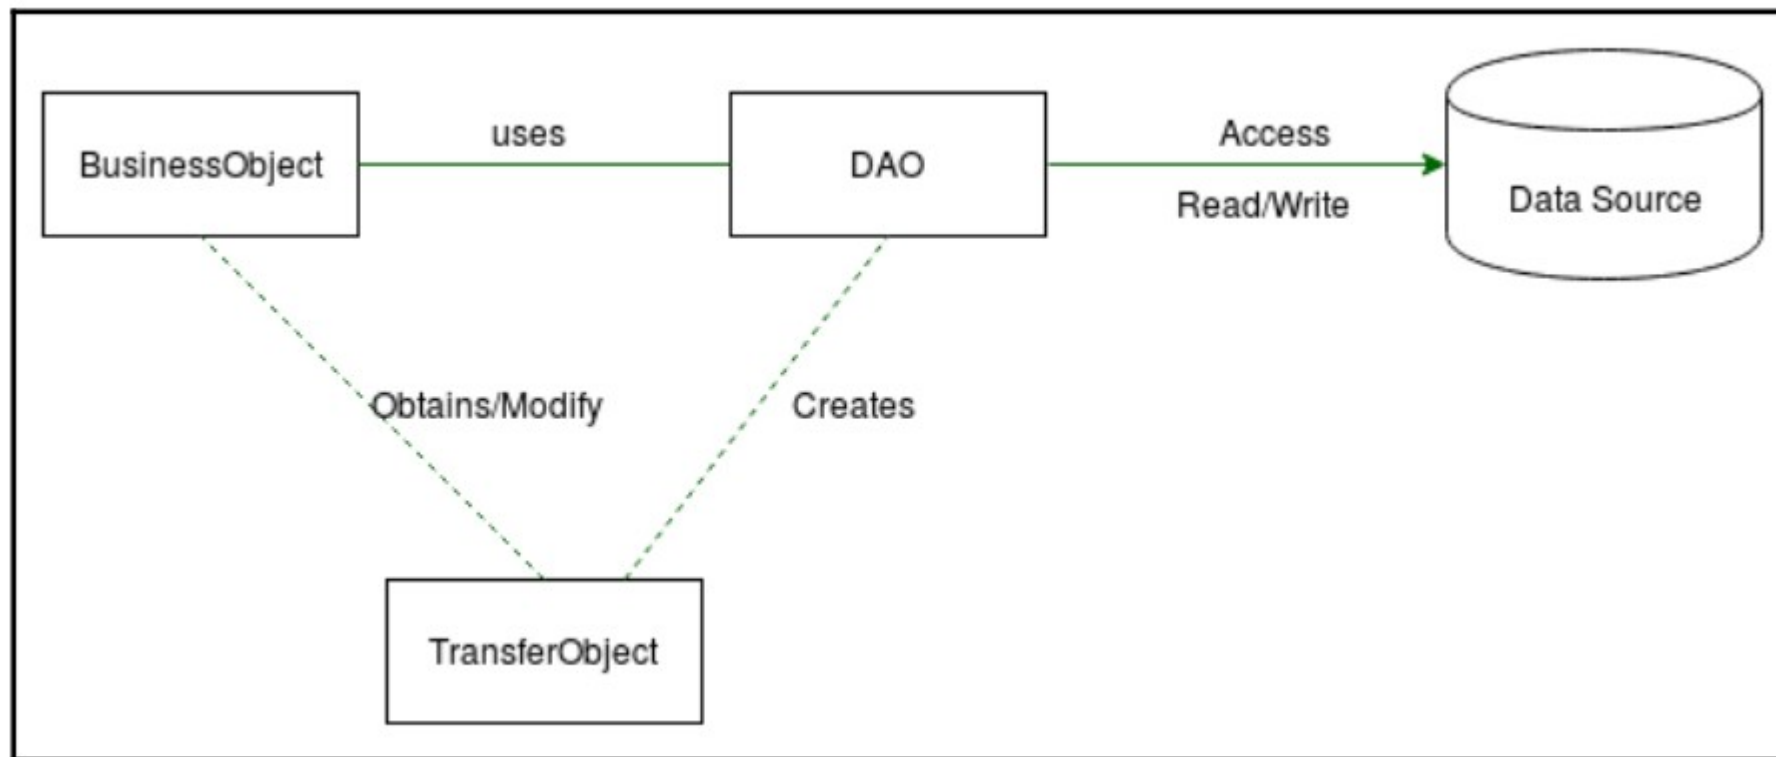 uses
Access
BusinessObject
DAO
Read/Write
Data Source
Obtains/Modify
Creates
TransferObject